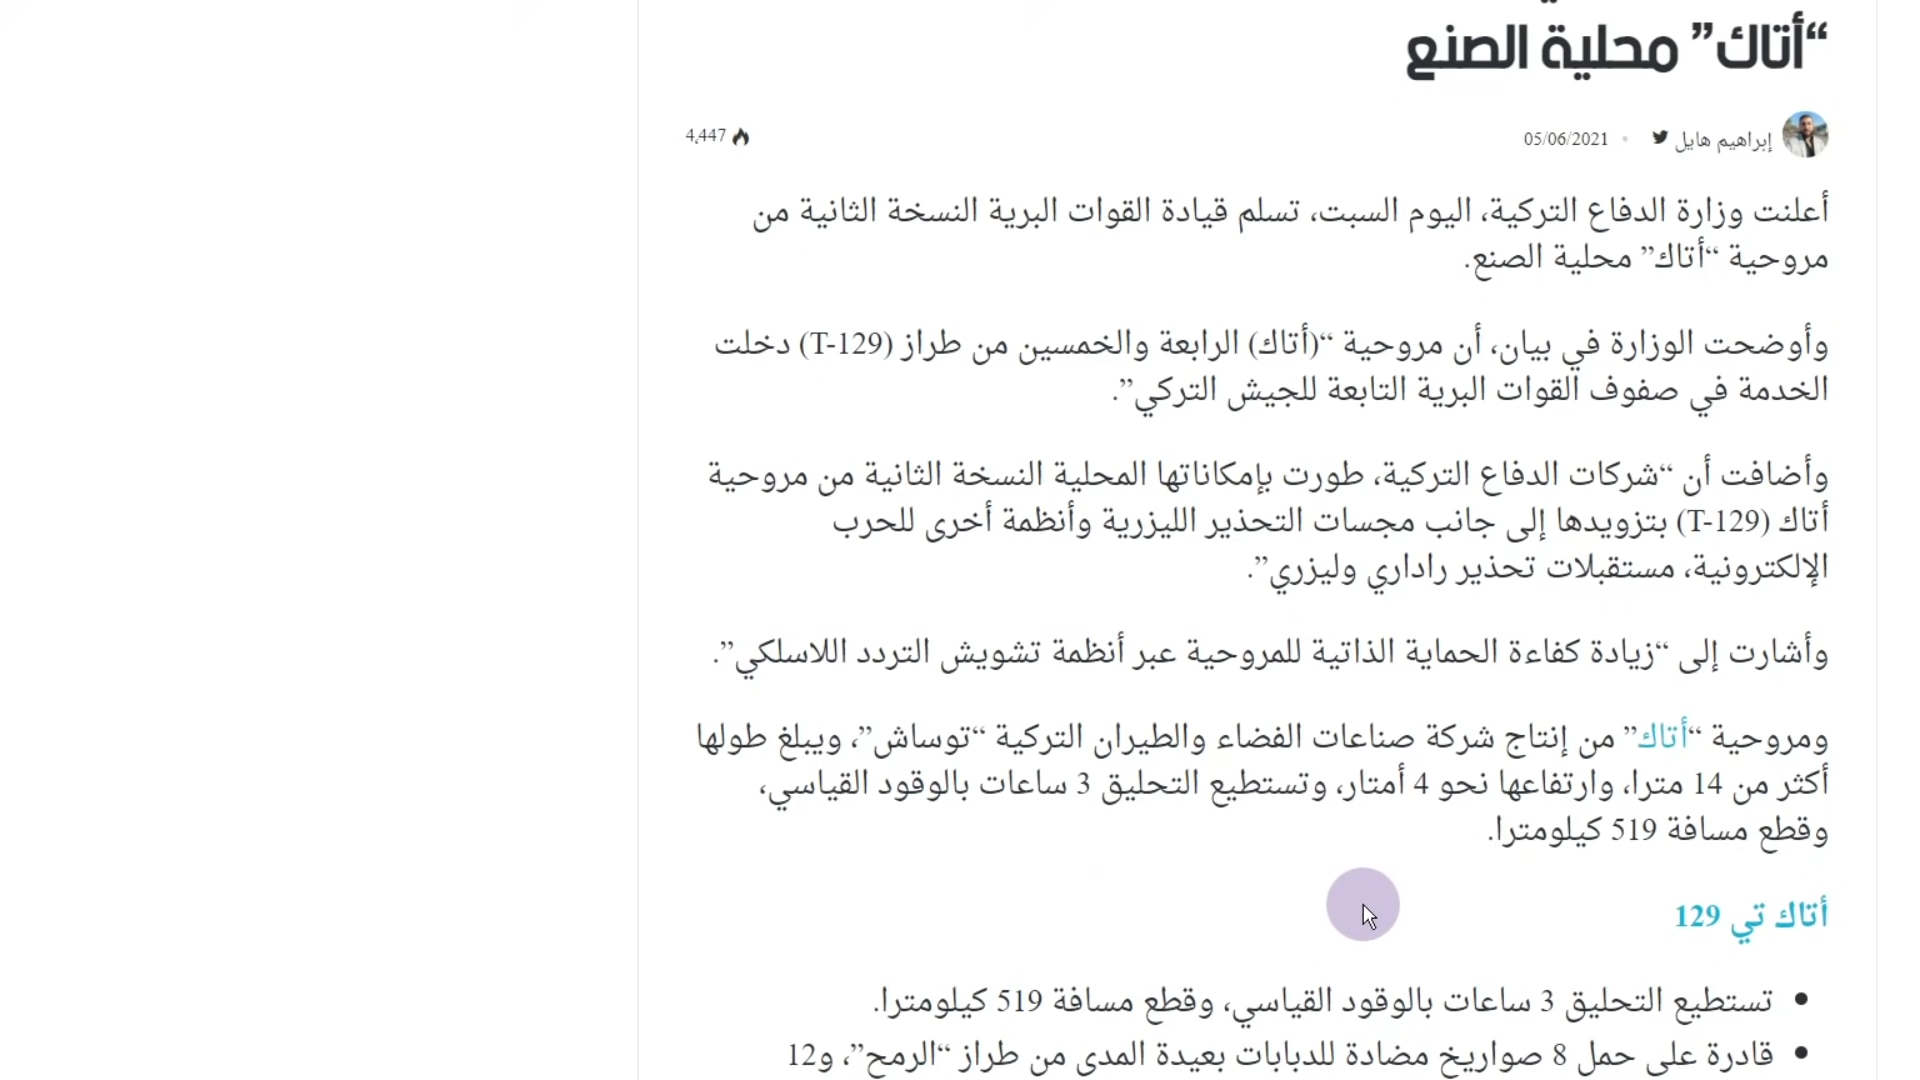 “أتاك” محلية الصنع
إبراهيم هايل
05/06/2021
4,447
أعلنت وزارة الدفاع التركية، اليوم السبت، تسلم قيادة القوات البرية النسخة الثانية من
مروحية “أتاك” محلية الصنع.
وأوضحت الوزارة في بيان، أن مروحية “(أتاك) الرابعة والخمسين من طراز (T-129) دخلت
الخدمة في صفوف القوات البرية التابعة للجيش التركي”.
وأضافت أن “شركات الدفاع التركية، طورت بإمكاناتها المحلية النسخة الثانية من مروحية
أتاك (T-129) بتزويدها إلى جانب مجسات التحذير الليزرية وأنظمة أخرى للحرب
الإلكترونية، مستقبلات تحذير راداري وليزري”.
وأشارت إلى “زيادة كفاءة الحماية الذاتية للمروحية عبر أنظمة تشويش التردد اللاسلكي”.
ومروحية “أتاك” من إنتاج شركة صناعات الفضاء والطيران التركية “توساش”، ويبلغ طولها
أكثر من 14 مترا، وارتفاعها نحو 4 أمتار، وتستطيع التحليق 3 ساعات بالوقود القياسي،
وقطع مسافة 519 كيلومترا.
أتاك تي 129
• تستطيع التحليق 3 ساعات بالوقود القياسي، وقطع مسافة 519 كيلومترا.
• قادرة على حمل 8 صواريخ مضادة للدبابات بعيدة المدى من طراز “الرمح”، و12